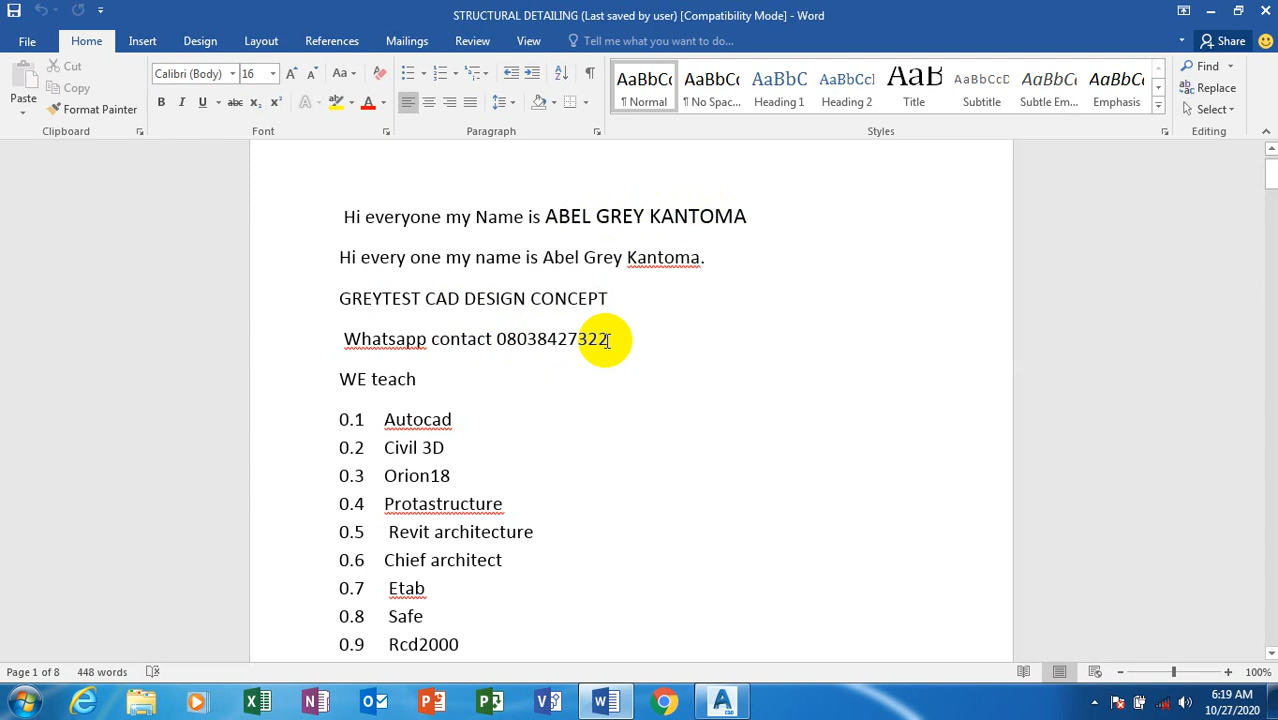 STRUCTURAL DETAILING (Last saved by user) [Compatibility Mode] - Word
File Home Insert Design Layout References Mailings Review View Tell me what you want to do... Share
Paste Cut Copy Format Painter
Calibri (Body) 16
AaBbCc AaBbCc AaBbC AaBbCc AaB AaBbCcD AaBbCcD AaBbCc
¶ Normal ¶ No Spac... Heading 1 Heading 2 Title Subtitle Subtle Em... Emphasis
Find Replace Select
Clipboard Font Paragraph Styles Editing
Hi everyone my Name is ABEL GREY KANTOMA
Hi every one my name is Abel Grey Kantoma.
GREYTEST CAD DESIGN CONCEPT
Whatsapp contact 08038427322
WE teach
0.1 Autocad
0.2 Civil 3D
0.3 Orion18
0.4 Protastructure
0.5 Revit architecture
0.6 Chief architect
0.7 Etab
0.8 Safe
0.9 Rcd2000
Page 1 of 8 448 words 100%
6:19 AM
10/27/2020